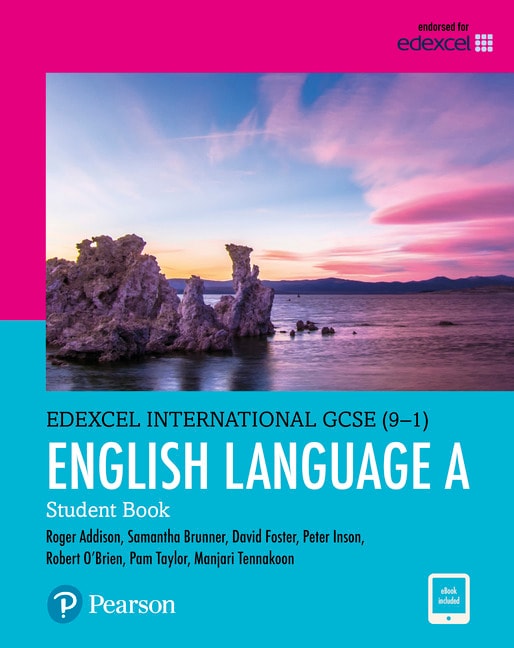 endorsed for
edexcel
EDEXCEL INTERNATIONAL GCSE (9–1)
ENGLISH LANGUAGE A
Student Book
Roger Addison, Samantha Brunner, David Foster, Peter Inson,
Robert O’Brien, Pam Taylor, Manjari Tennakoon
Pearson
eBook
included